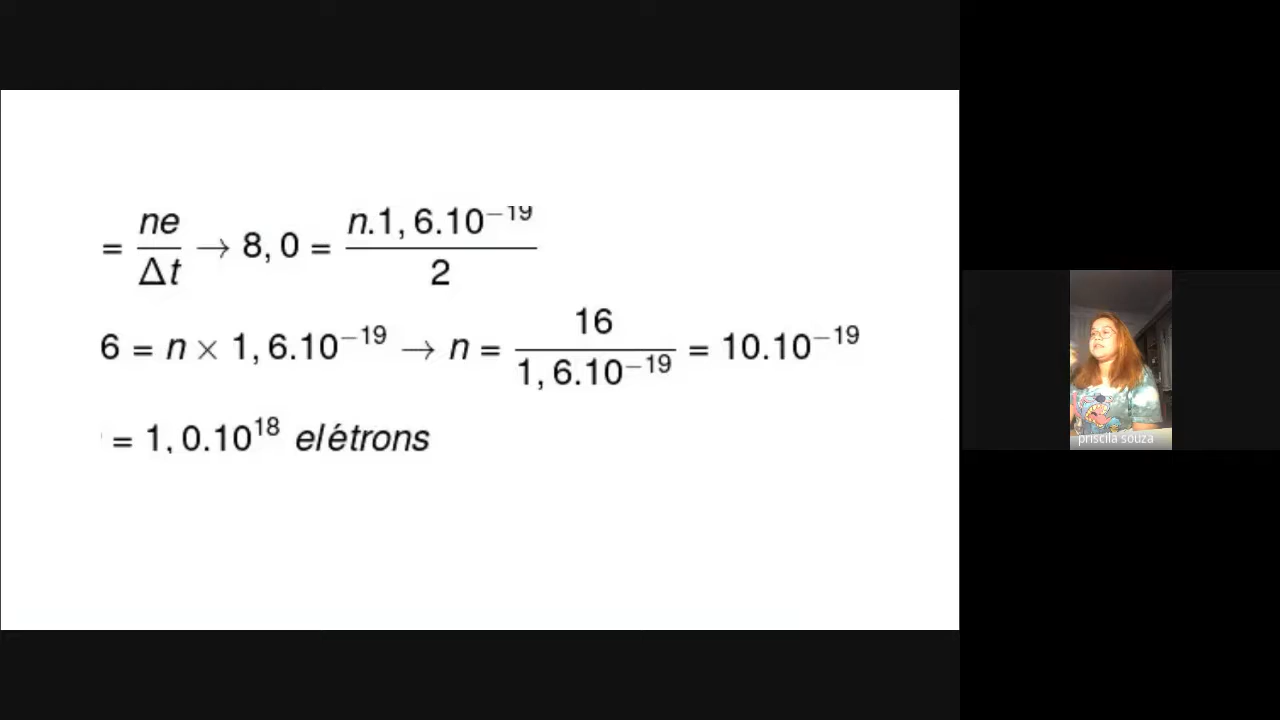 = ne/Δt → 8,0 = n.1,6.10⁻¹⁹/2
6 = n × 1,6.10⁻¹⁹ → n = 16/1,6.10⁻¹⁹ = 10.10⁻¹⁹
= 1,0.10¹⁸ elétrons
priscila souza